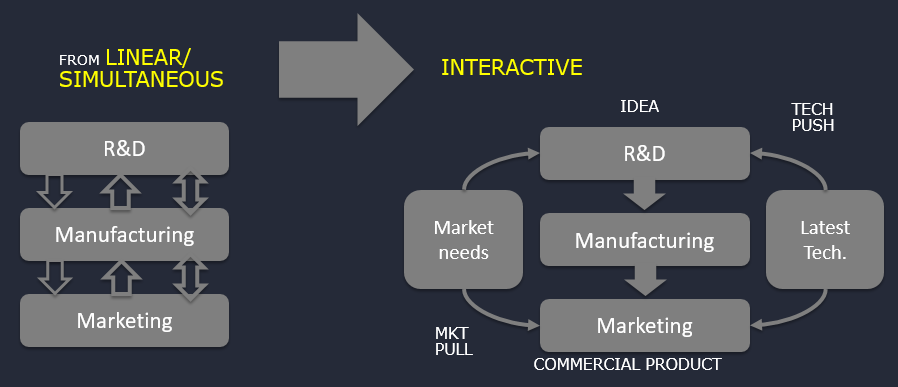 FROM LINEAR/
SIMULTANEOUS
INTERACTIVE
R&D
Manufacturing
Marketing
IDEA
TECH
PUSH
R&D
Market
needs
Manufacturing
Latest
Tech.
Marketing
MKT
PULL
COMMERCIAL PRODUCT